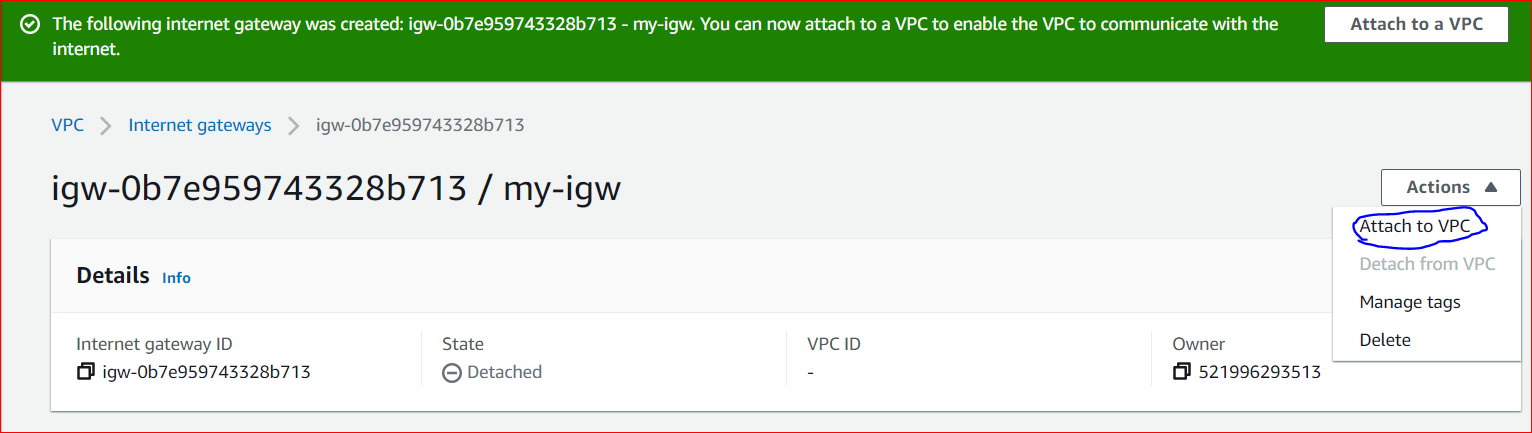 The following internet gateway was created: igw-0b7e959743328b713 - my-igw. You can now attach to a VPC to enable the VPC to communicate with the
internet.
Attach to a VPC
VPC > Internet gateways > igw-0b7e959743328b713
igw-0b7e959743328b713 / my-igw
Actions
Attach to VPC
Detach from VPC
Manage tags
Delete
Details Info
Internet gateway ID
igw-0b7e959743328b713
State
Detached
VPC ID
-
Owner
521996293513